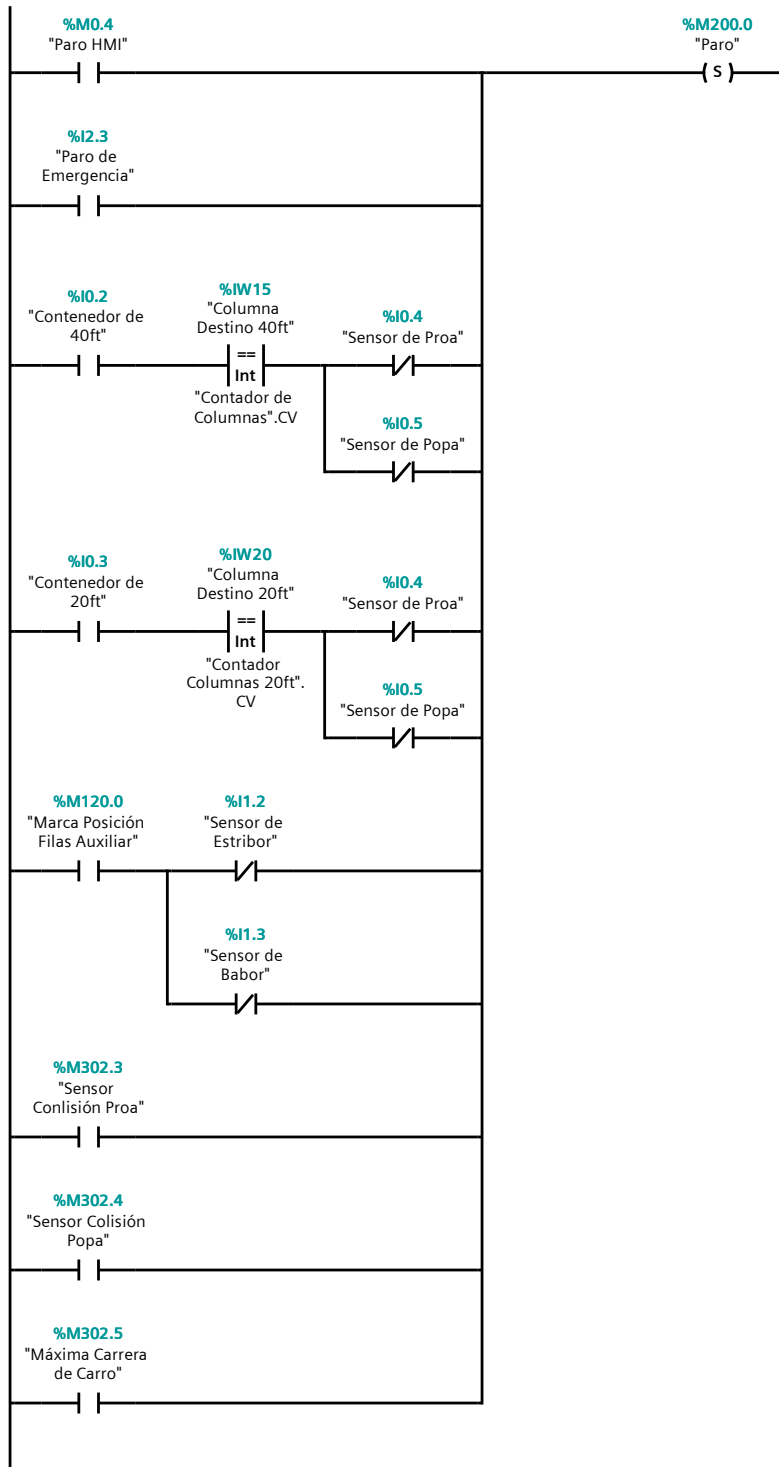 %M0.4
"Paro HMI"
%M200.0
"Paro"
S
%I2.3
"Paro de
Emergencia"
%I0.2
"Contenedor de
40ft"
%IW15
"Columna
Destino 40ft"
==
Int
"Contador de
Columnas".CV
%I0.4
"Sensor de Proa"
%I0.5
"Sensor de Popa"
%I0.3
"Contenedor de
20ft"
%IW20
"Columna
Destino 20ft"
==
Int
"Contador
Columnas 20ft".
CV
%I0.4
"Sensor de Proa"
%I0.5
"Sensor de Popa"
%M120.0
"Marca Posición
Filas Auxiliar"
%I1.2
"Sensor de
Estribor"
%I1.3
"Sensor de
Babor"
%M302.3
"Sensor
Conlisión Proa"
%M302.4
"Sensor Colisión
Popa"
%M302.5
"Máxima Carrera
de Carro"